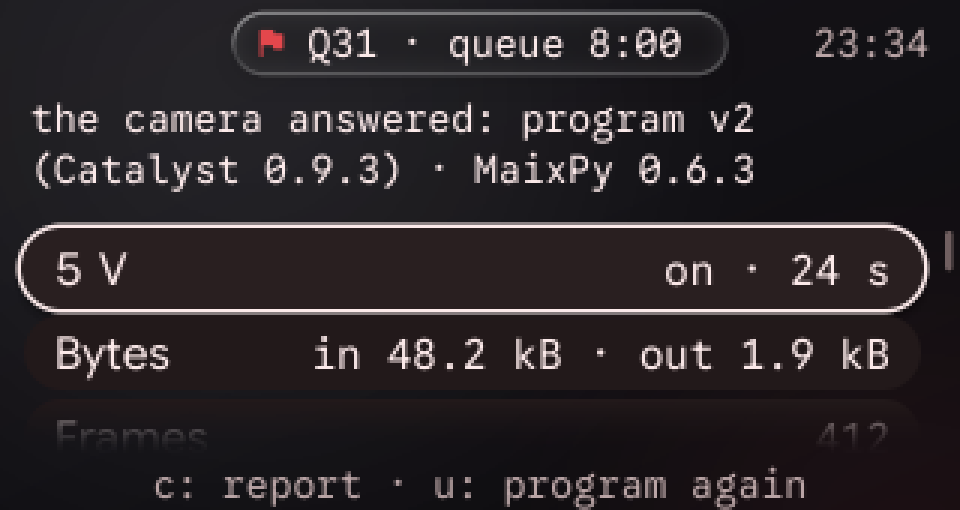 Q31 · queue 8:00
23:34
the camera answered: program v2
(Catalyst 0.9.3) · MaixPy 0.6.3
5 V on · 24 s
Bytes in 48.2 kB · out 1.9 kB
Frames 412
c: report · u: program again